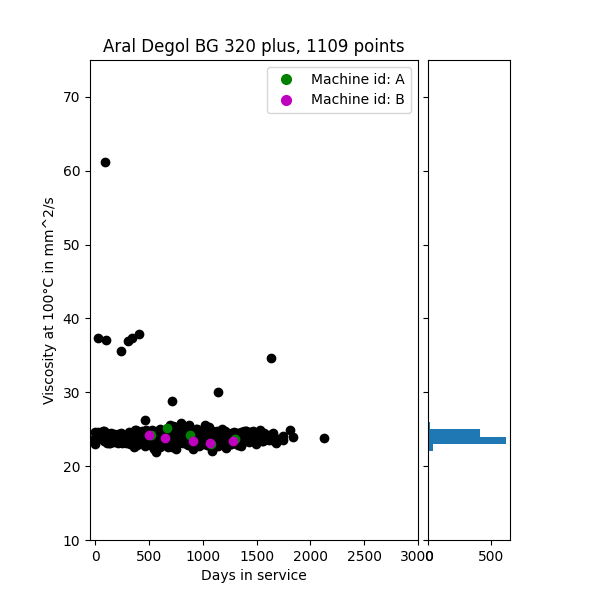 Aral Degol BG 320 plus, 1109 points
Machine id: A
Machine id: B
Viscosity at 100°C in mm^2/s
70
60
50
40
30
20
10
0 500 1000 1500 2000 2500 3000
0 500
Days in service